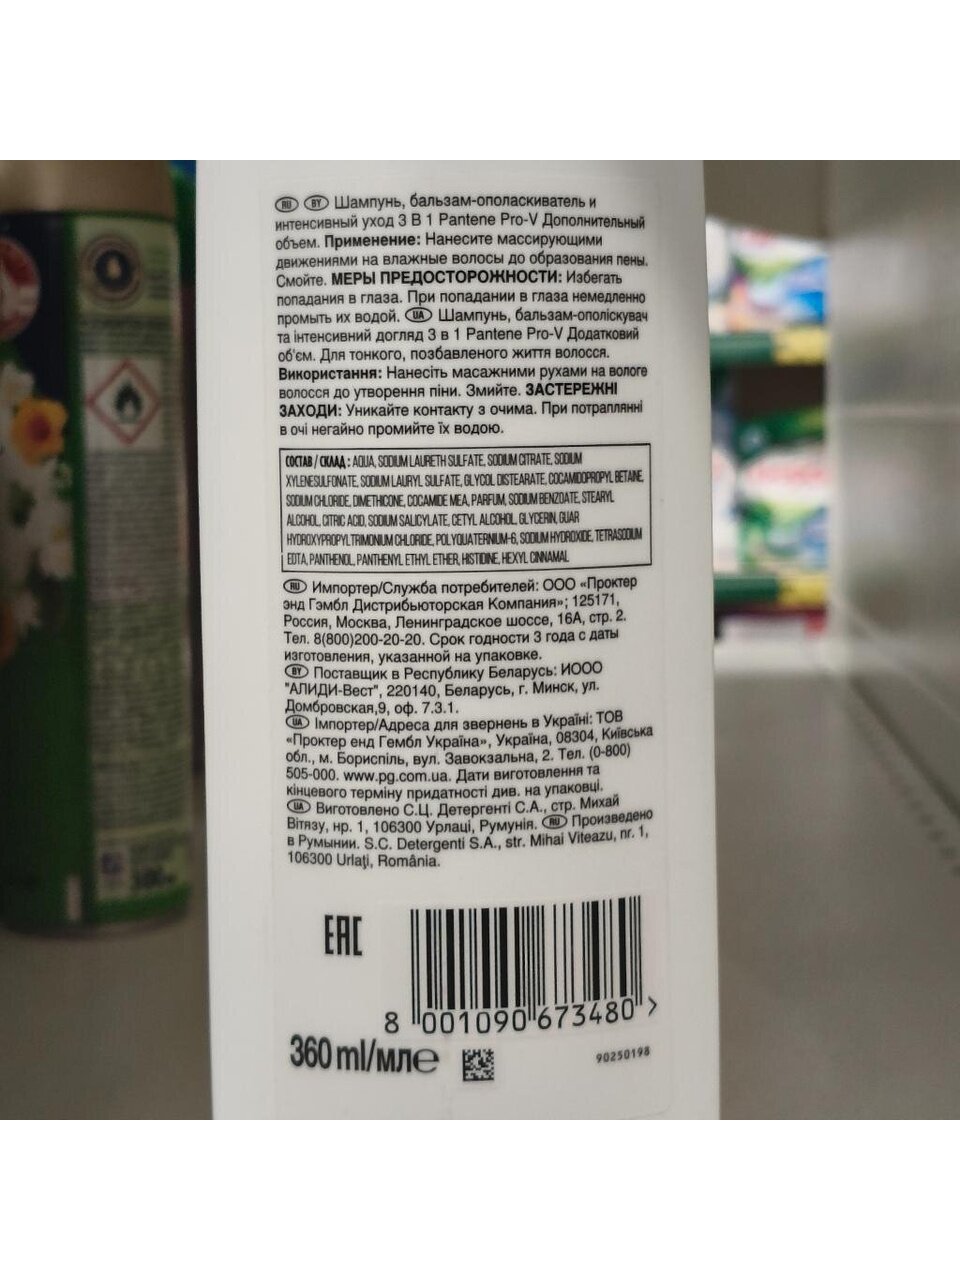 RU BY Шампунь, бальзам-ополаскиватель и
интенсивный уход 3 В 1 Pantene Pro-V Дополнительный
объем. Применение: Нанесите массирующими
движениями на влажные волосы до образования пены.
Смойте. МЕРЫ ПРЕДОСТОРОЖНОСТИ: Избегать
попадания в глаза. При попадании в глаза немедленно
промыть их водой. UA Шампунь, бальзам-ополіскувач
та інтенсивний догляд 3 в 1 Pantene Pro-V Додатковий
об'єм. Для тонкого, позбавленого життя волосся.
Використання: Нанесіть масажними рухами на вологе
волосся до утворення піни. Змийте. ЗАСТЕРЕЖНІ
ЗАХОДИ: Уникайте контакту з очима. При потраплянні
в очі негайно промийте їх водою.
СОСТАВ / СКЛАД : AQUA, SODIUM LAURETH SULFATE, SODIUM CITRATE, SODIUM
XYLENESULFONATE, SODIUM LAURYL SULFATE, GLYCOL DISTEARATE, COCAMIDOPROPYL BETAINE,
SODIUM CHLORIDE, DIMETHICONE, COCAMIDE MEA, PARFUM, SODIUM BENZOATE, STEARYL
ALCOHOL, CITRIC ACID, SODIUM SALICYLATE, CETYL ALCOHOL, GLYCERIN, GUAR
HYDROXYPROPYLTRIMONIUM CHLORIDE, POLYQUATERNIUM-6, SODIUM HYDROXIDE, TETRASODIUM
EDTA, PANTHENOL, PANTHENYL ETHYL ETHER, HISTIDINE, HEXYL CINNAMAL
RU Импортер/Служба потребителей: ООО «Проктер
энд Гэмбл Дистрибьюторская Компания»; 125171,
Россия, Москва, Ленинградское шоссе, 16А, стр. 2.
Тел. 8(800)200-20-20. Срок годности 3 года с даты
изготовления, указанной на упаковке.
BY Поставщик в Республику Беларусь: ИООО
"АЛИДИ-Вест", 220140, Беларусь, г. Минск, ул.
Домбровская,9, оф. 7.3.1.
UA Імпортер/Адреса для звернень в Україні: ТОВ
«Проктер енд Гембл Україна», Україна, 08304, Київська
обл., м. Бориспіль, вул. Завокзальна, 2. Тел. (0-800)
505-000. www.pg.com.ua. Дати виготовлення та
кінцевого терміну придатності див. на упаковці.
UA Виготовлено С.Ц. Детергенті С.А., стр. Михай
Вітязу, нр. 1, 106300 Урлаці, Румунія. RU Произведено
в Румынии. S.C. Detergenti S.A., str. Mihai Viteazu, nr. 1,
106300 Urlați, România.
EAC
8 001090 673480 >
360 ml/мл e
90250198